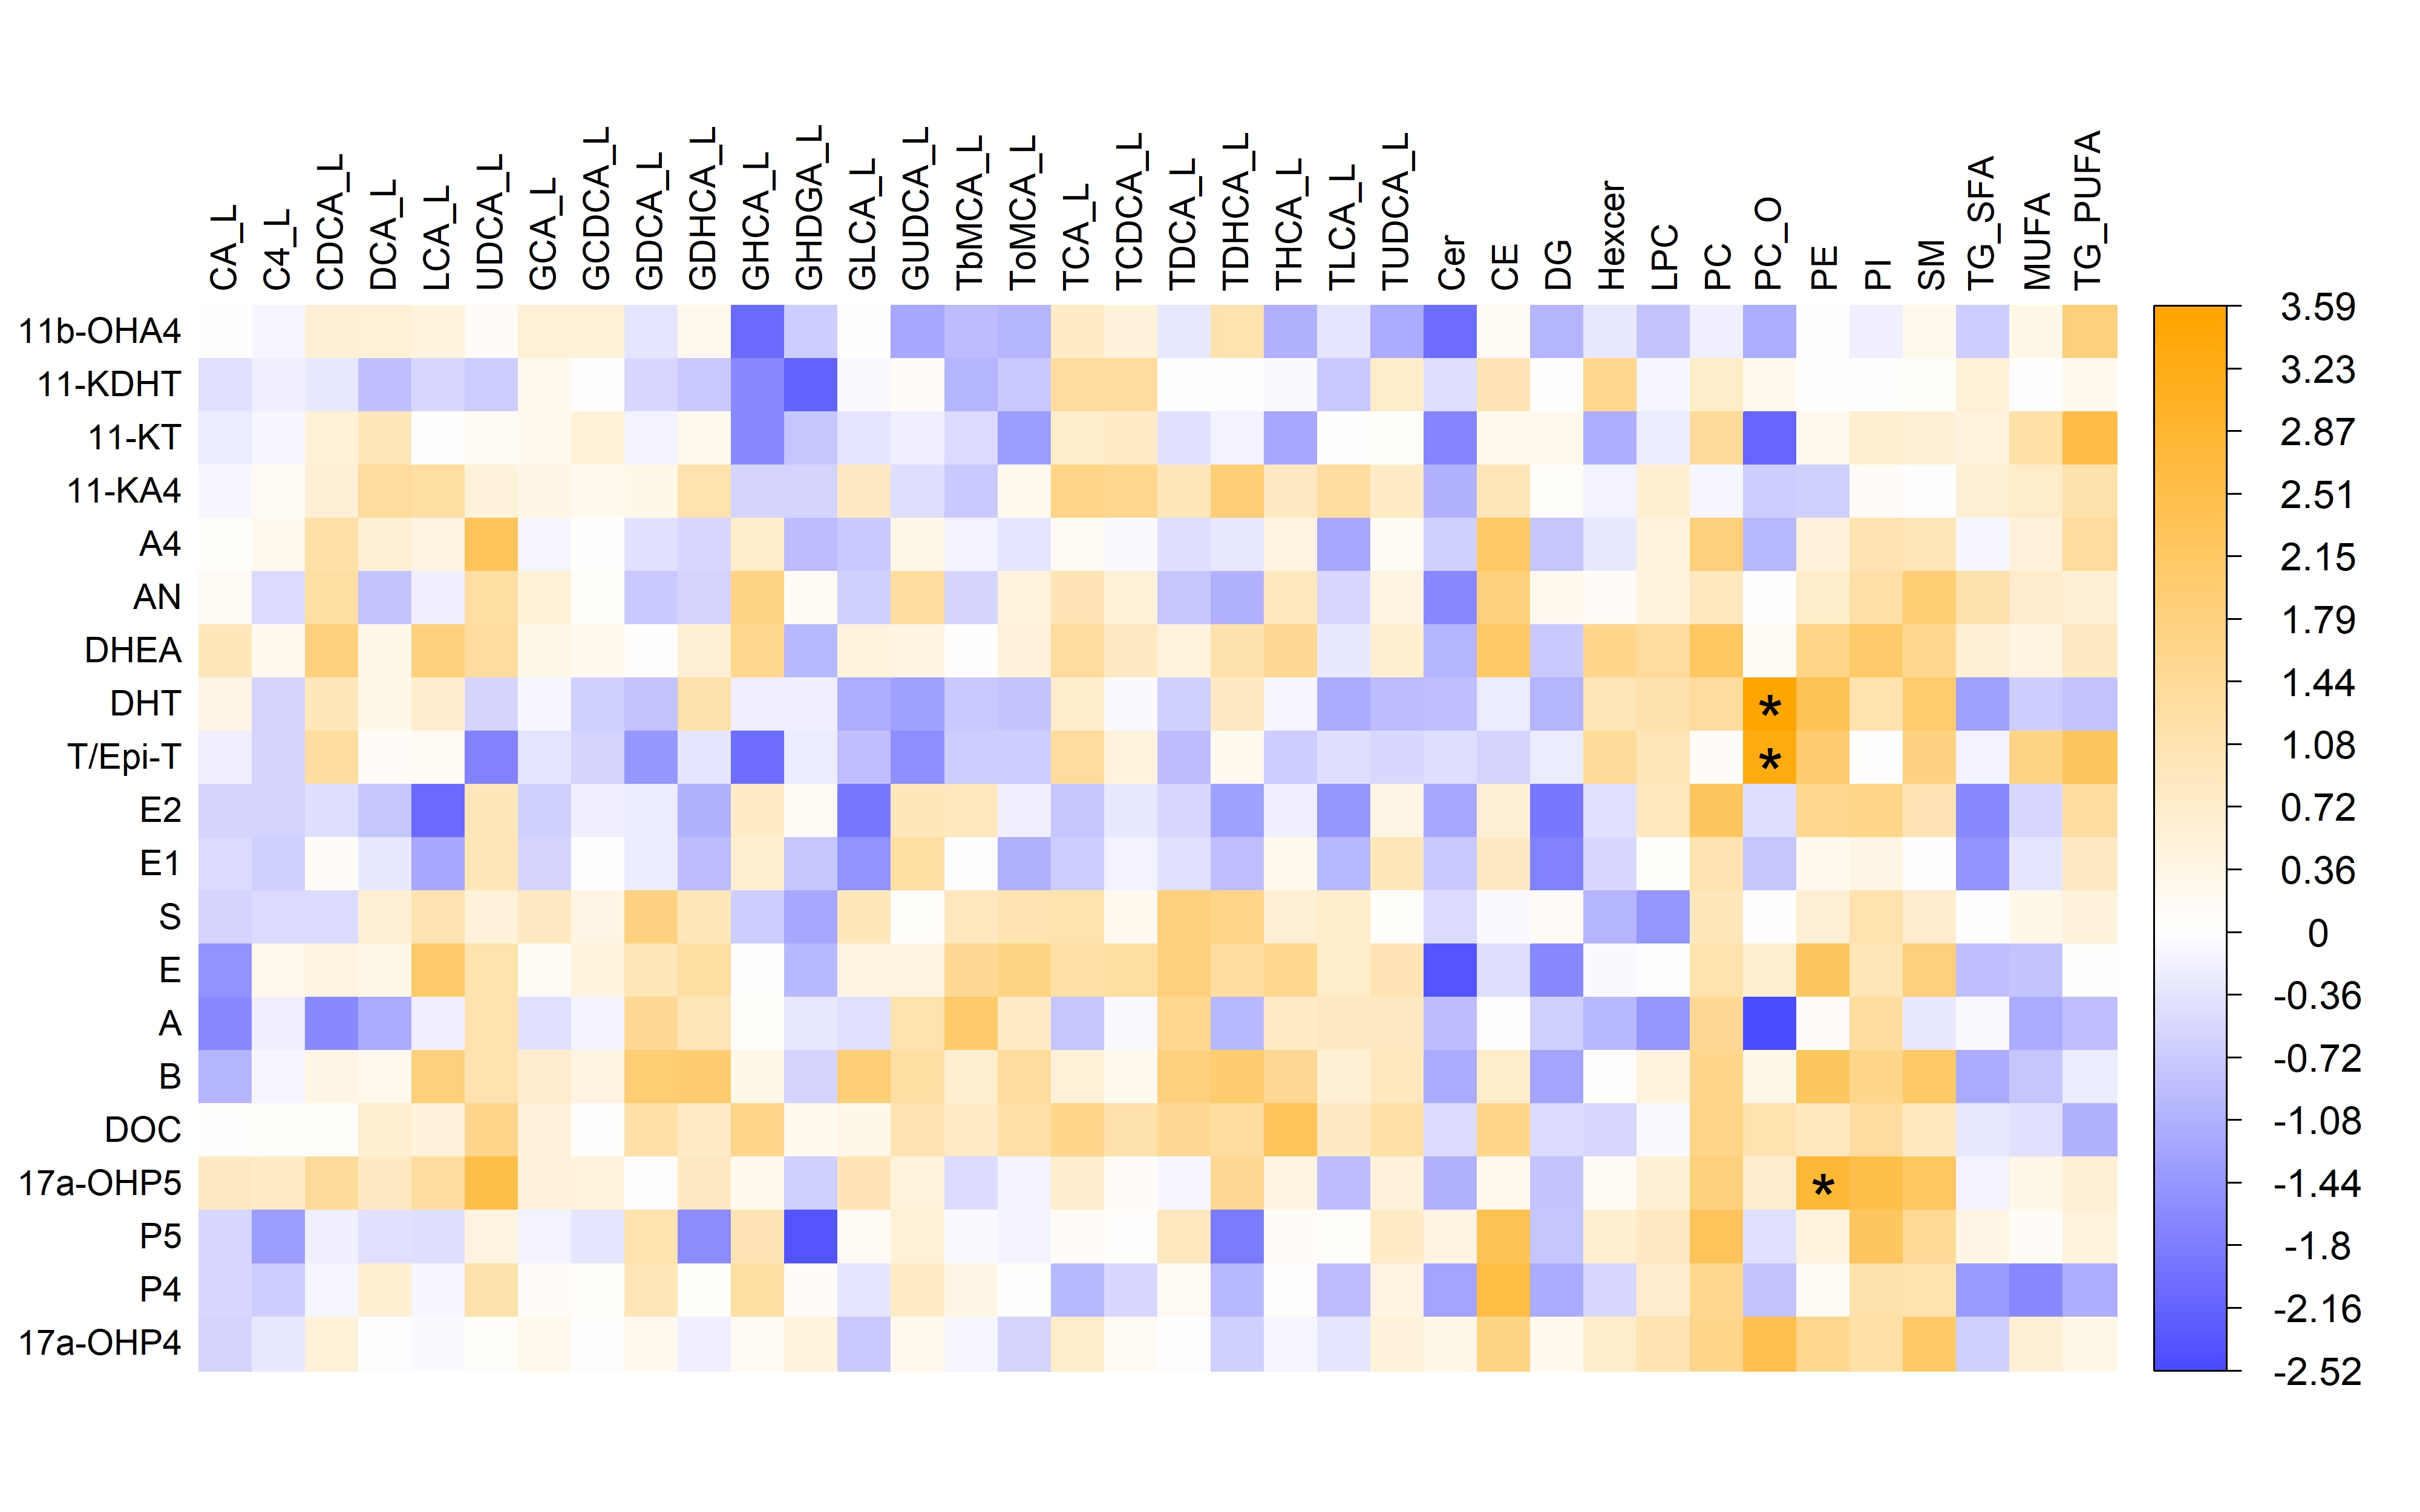 CA_L
C4_L
CDCA_L
DCA_L
LCA_L
UDCA_L
GCA_L
GCDCA_L
GDCA_L
GDHCA_L
GHCA_L
GHDGA_L
GLCA_L
GUDCA_L
TbMCA_L
ToMCA_L
TCA_L
TCDCA_L
TDCA_L
TDHCA_L
THCA_L
TLCA_L
TUDCA_L
Cer
CE
DG
Hexcer
LPC
PC
PC_O
PE
PI
SM
TG_SFA
MUFA
TG_PUFA
11b-OHA4
11-KDHT
11-KT
11-KA4
A4
AN
DHEA
DHT
*
T/Epi-T
*
E2
E1
S
E
A
B
DOC
17a-OHP5
*
P5
P4
17a-OHP4
3.59
3.23
2.87
2.51
2.15
1.79
1.44
1.08
0.72
0.36
0
-0.36
-0.72
-1.08
-1.44
-1.8
-2.16
-2.52